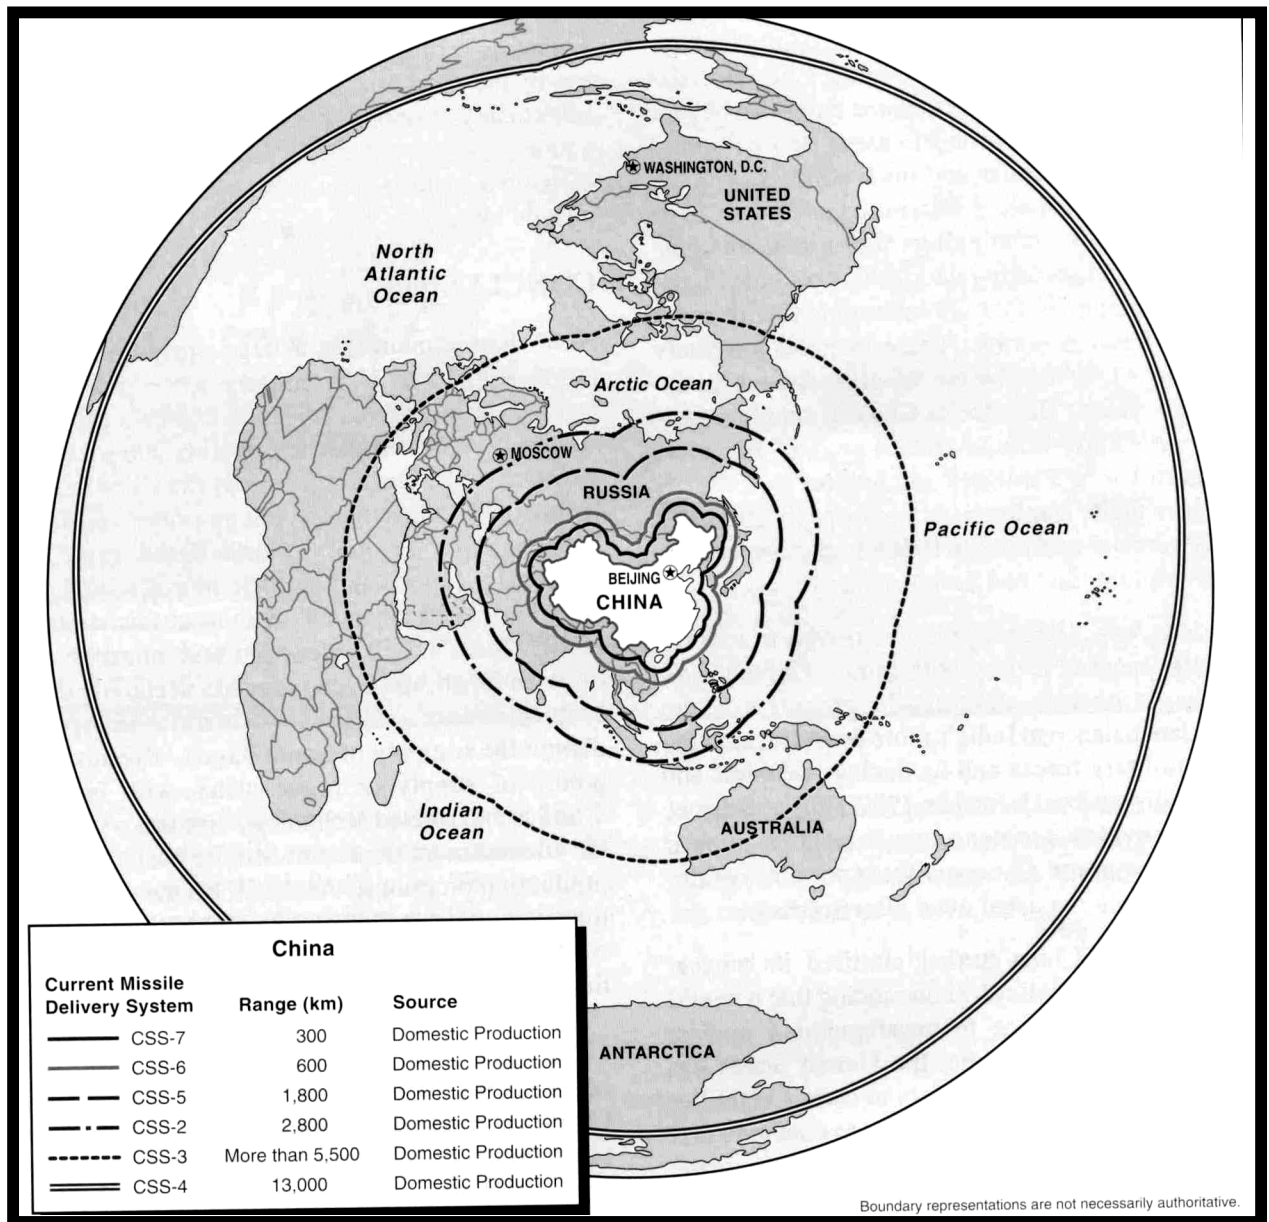 WASHINGTON, D.C.
UNITED
STATES
North
Atlantic
Ocean
Arctic Ocean
MOSCOW
RUSSIA
Pacific Ocean
BEIJING
CHINA
Indian
Ocean
AUSTRALIA
ANTARCTICA
China
Current Missile
Delivery System Range (km) Source
CSS-7 300 Domestic Production
CSS-6 600 Domestic Production
CSS-5 1,800 Domestic Production
CSS-2 2,800 Domestic Production
CSS-3 More than 5,500 Domestic Production
CSS-4 13,000 Domestic Production
Boundary representations are not necessarily authoritative.